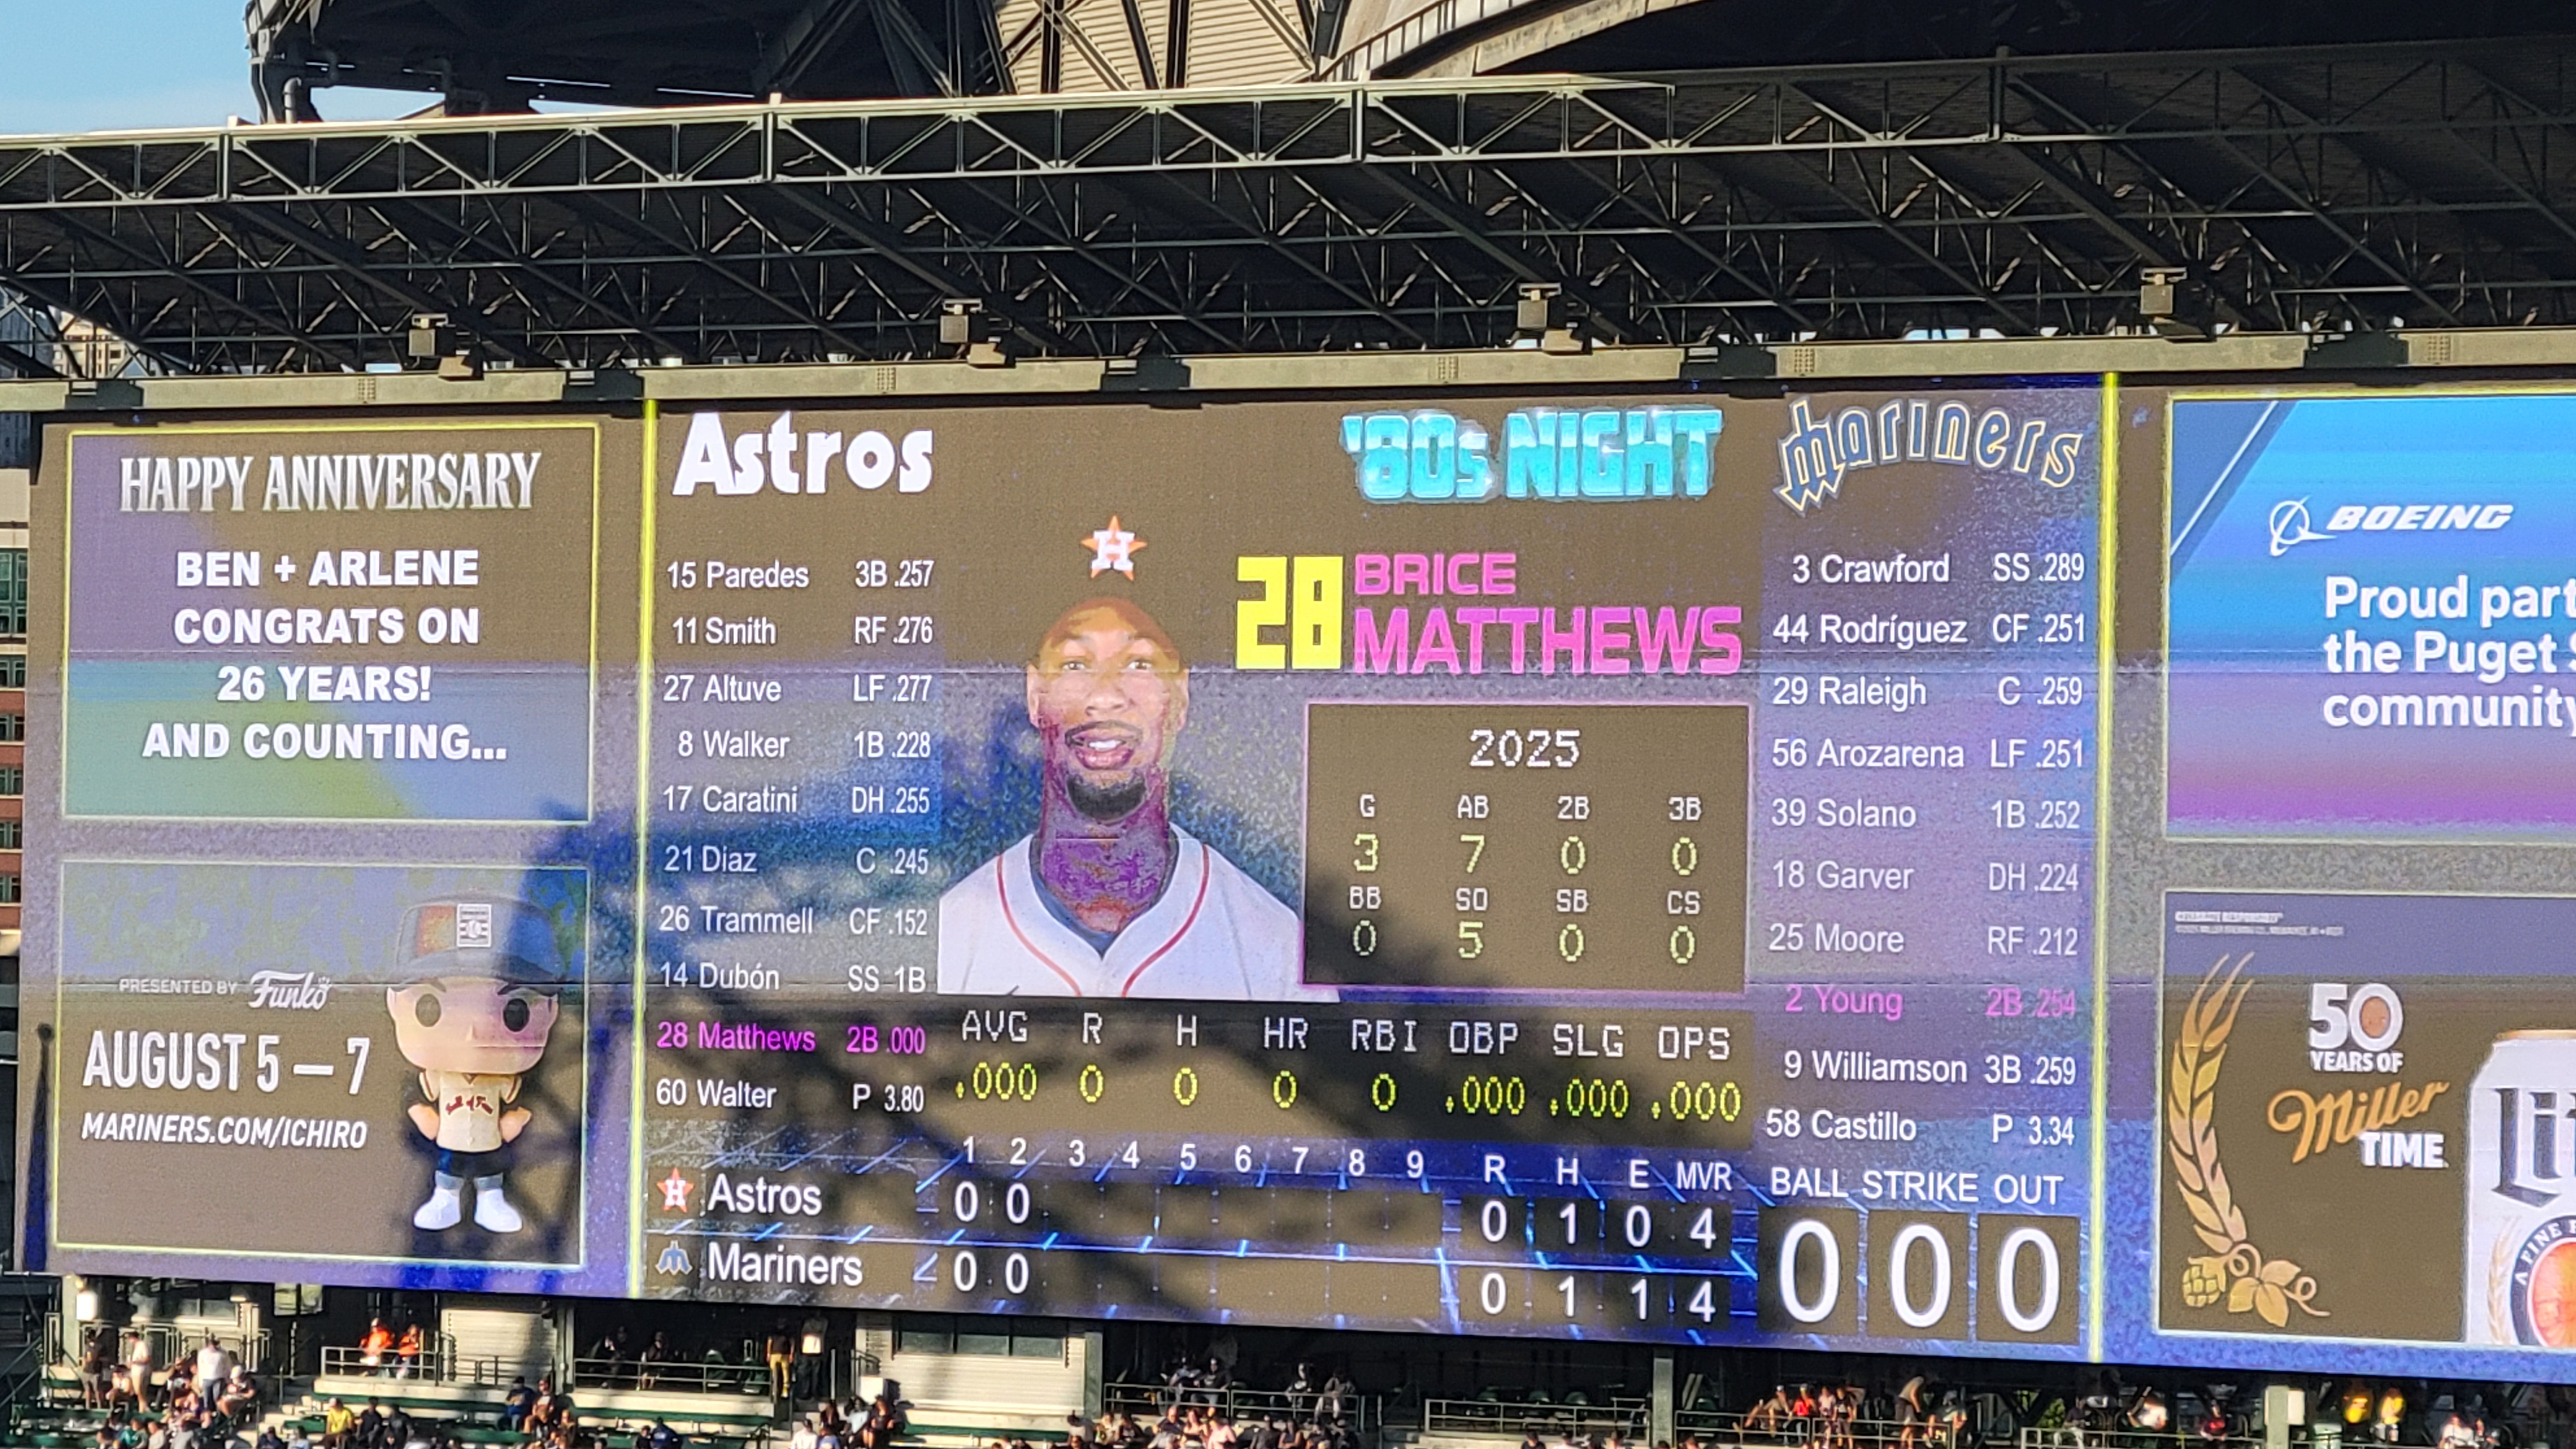 HAPPY ANNIVERSARY
BEN + ARLENE
CONGRATS ON
26 YEARS!
AND COUNTING...
PRESENTED BY Funko
AUGUST 5 — 7
MARINERS.COM/ICHIRO
Astros
15 Paredes 3B .257
11 Smith RF .276
27 Altuve LF .277
8 Walker 1B .228
17 Caratini DH .255
21 Diaz C .245
26 Trammell CF .152
14 Dubón SS 1B
28 Matthews 2B .000
60 Walter P 3.80
'80s NIGHT
H
28 BRICE
MATTHEWS
2025
G AB 2B 3B
3 7 0 0
BB SO SB CS
0 5 0 0
AVG R H HR RBI OBP SLG OPS
.000 0 0 0 0 .000 .000 .000
mariners
3 Crawford SS .289
44 Rodríguez CF .251
29 Raleigh C .259
56 Arozarena LF .251
39 Solano 1B .252
18 Garver DH .224
25 Moore RF .212
2 Young 2B .254
9 Williamson 3B .259
58 Castillo P 3.34
1 2 3 4 5 6 7 8 9 R H E MVR
H Astros 0 0 0 1 0 4
Mariners 0 0 0 1 1 4
BALL STRIKE OUT
0 0 0
BOEING
Proud part
the Puget S
community
50
YEARS OF
Miller
TIME
Lit
A FINE